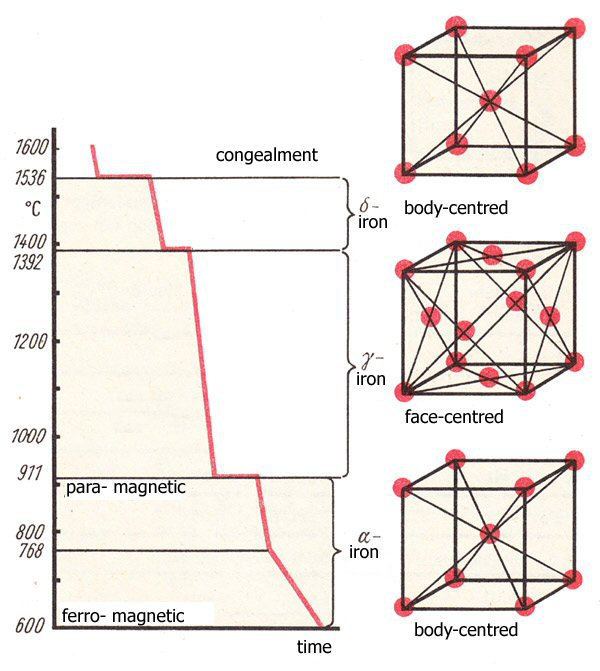 1600
congealment
1536
°C
δ-
iron
body-centred
1400
1392
1200
γ-
iron
face-centred
1000
911
para- magnetic
800
α-
768
iron
ferro- magnetic
600
body-centred
time